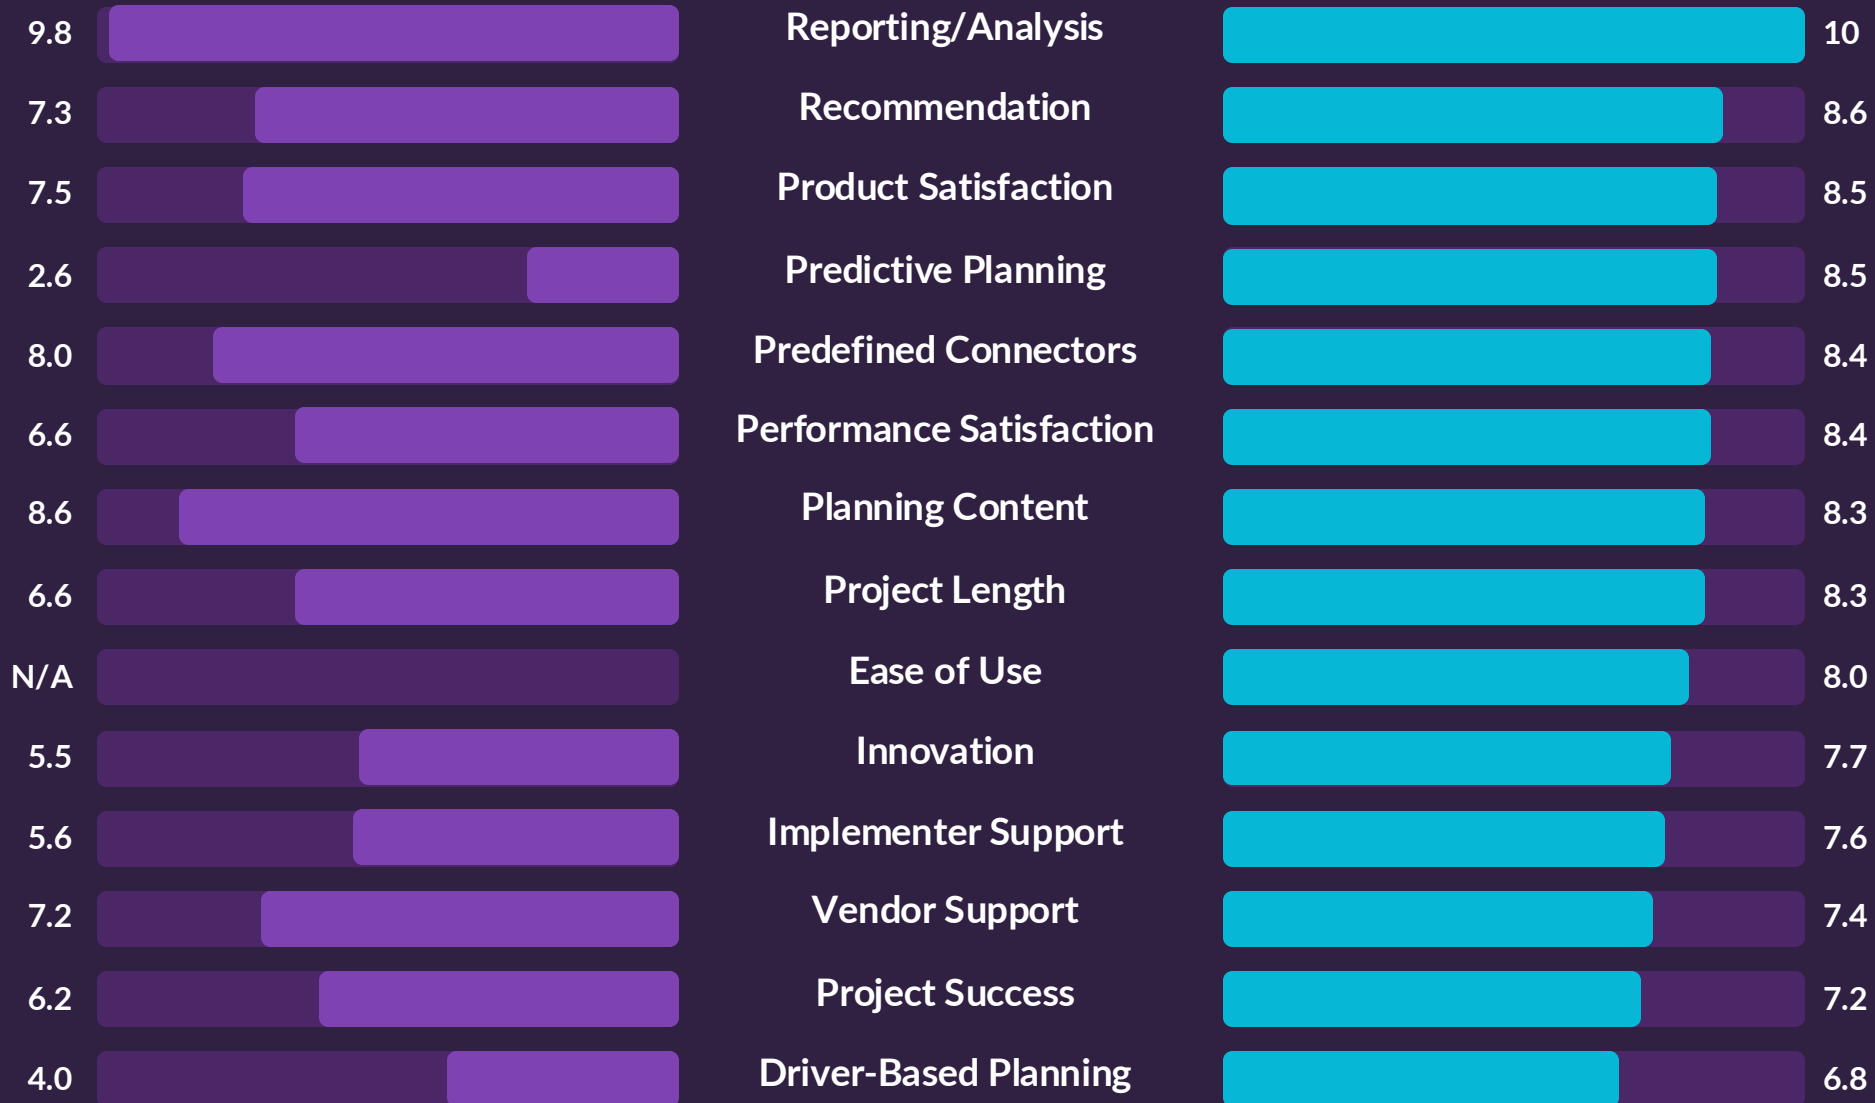 9.8 Reporting/Analysis 10
7.3 Recommendation 8.6
7.5 Product Satisfaction 8.5
2.6 Predictive Planning 8.5
8.0 Predefined Connectors 8.4
6.6 Performance Satisfaction 8.4
8.6 Planning Content 8.3
6.6 Project Length 8.3
N/A Ease of Use 8.0
5.5 Innovation 7.7
5.6 Implementer Support 7.6
7.2 Vendor Support 7.4
6.2 Project Success 7.2
4.0 Driver-Based Planning 6.8